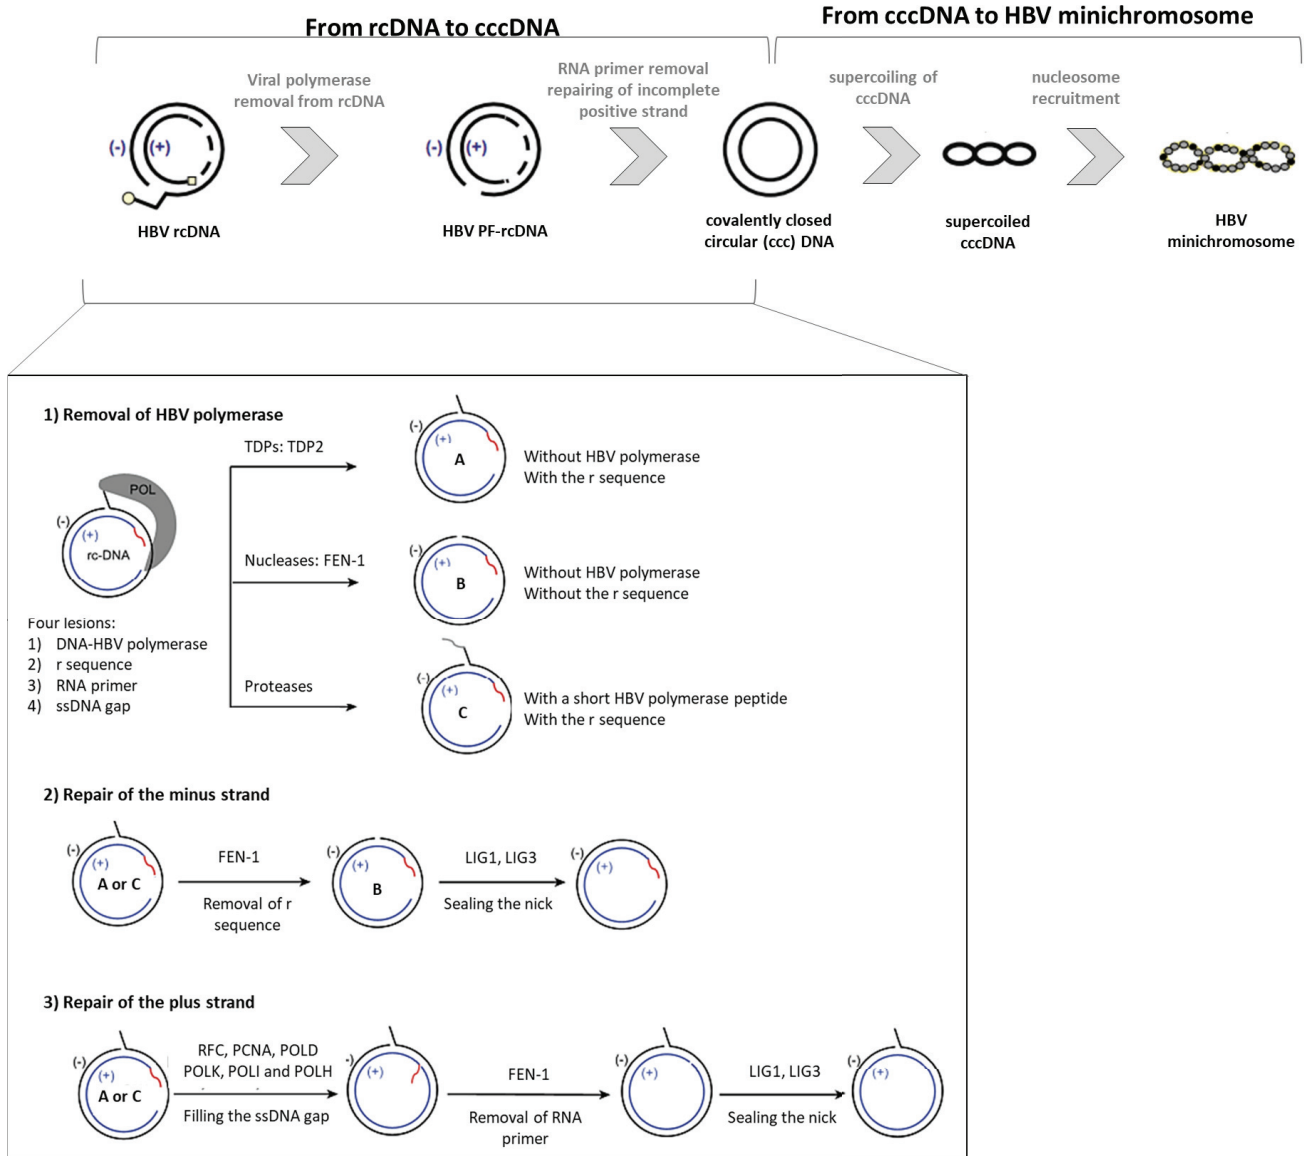 From rcDNA to cccDNA
From cccDNA to HBV minichromosome
Viral polymerase
removal from rcDNA
RNA primer removal
repairing of incomplete
positive strand
supercoiling of
cccDNA
nucleosome
recruitment
(-)
(+)
(-)
(+)
HBV rcDNA
HBV PF-rcDNA
covalently closed
circular (ccc) DNA
supercoiled
cccDNA
HBV
minichromosome
1) Removal of HBV polymerase
POL
(-)
(+)
rc-DNA
Four lesions:
1) DNA-HBV polymerase
2) r sequence
3) RNA primer
4) ssDNA gap
TDPs: TDP2
(-)
(+)
A
Without HBV polymerase
With the r sequence
Nucleases: FEN-1
(-)
(+)
B
Without HBV polymerase
Without the r sequence
Proteases
(-)
(+)
C
With a short HBV polymerase peptide
With the r sequence
2) Repair of the minus strand
(-)
(+)
A or C
FEN-1
Removal of r
sequence
(-)
(+)
B
LIG1, LIG3
Sealing the nick
(-)
(+)
3) Repair of the plus strand
(-)
(+)
A or C
RFC, PCNA, POLD
POLK, POLI and POLH
Filling the ssDNA gap
-)
(+)
FEN-1
Removal of RNA
primer
(-)
(+)
LIG1, LIG3
Sealing the nick
(-)
(+)